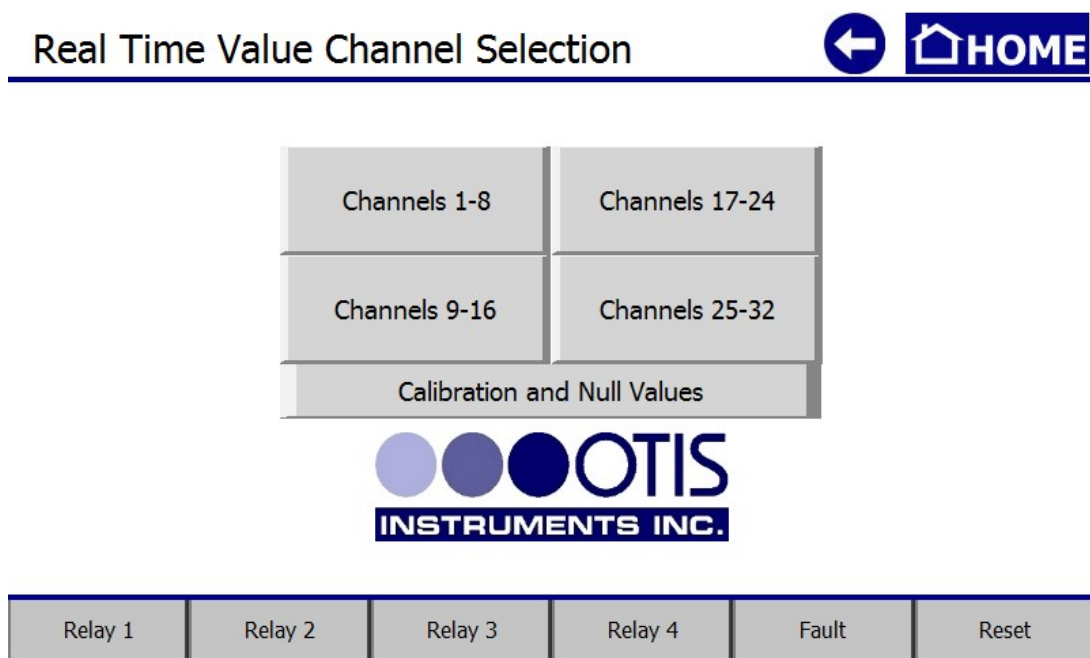 Real Time Value Channel Selection HOME
Channels 1-8 Channels 17-24
Channels 9-16 Channels 25-32
Calibration and Null Values
OTIS
INSTRUMENTS INC.
Relay 1 Relay 2 Relay 3 Relay 4 Fault Reset